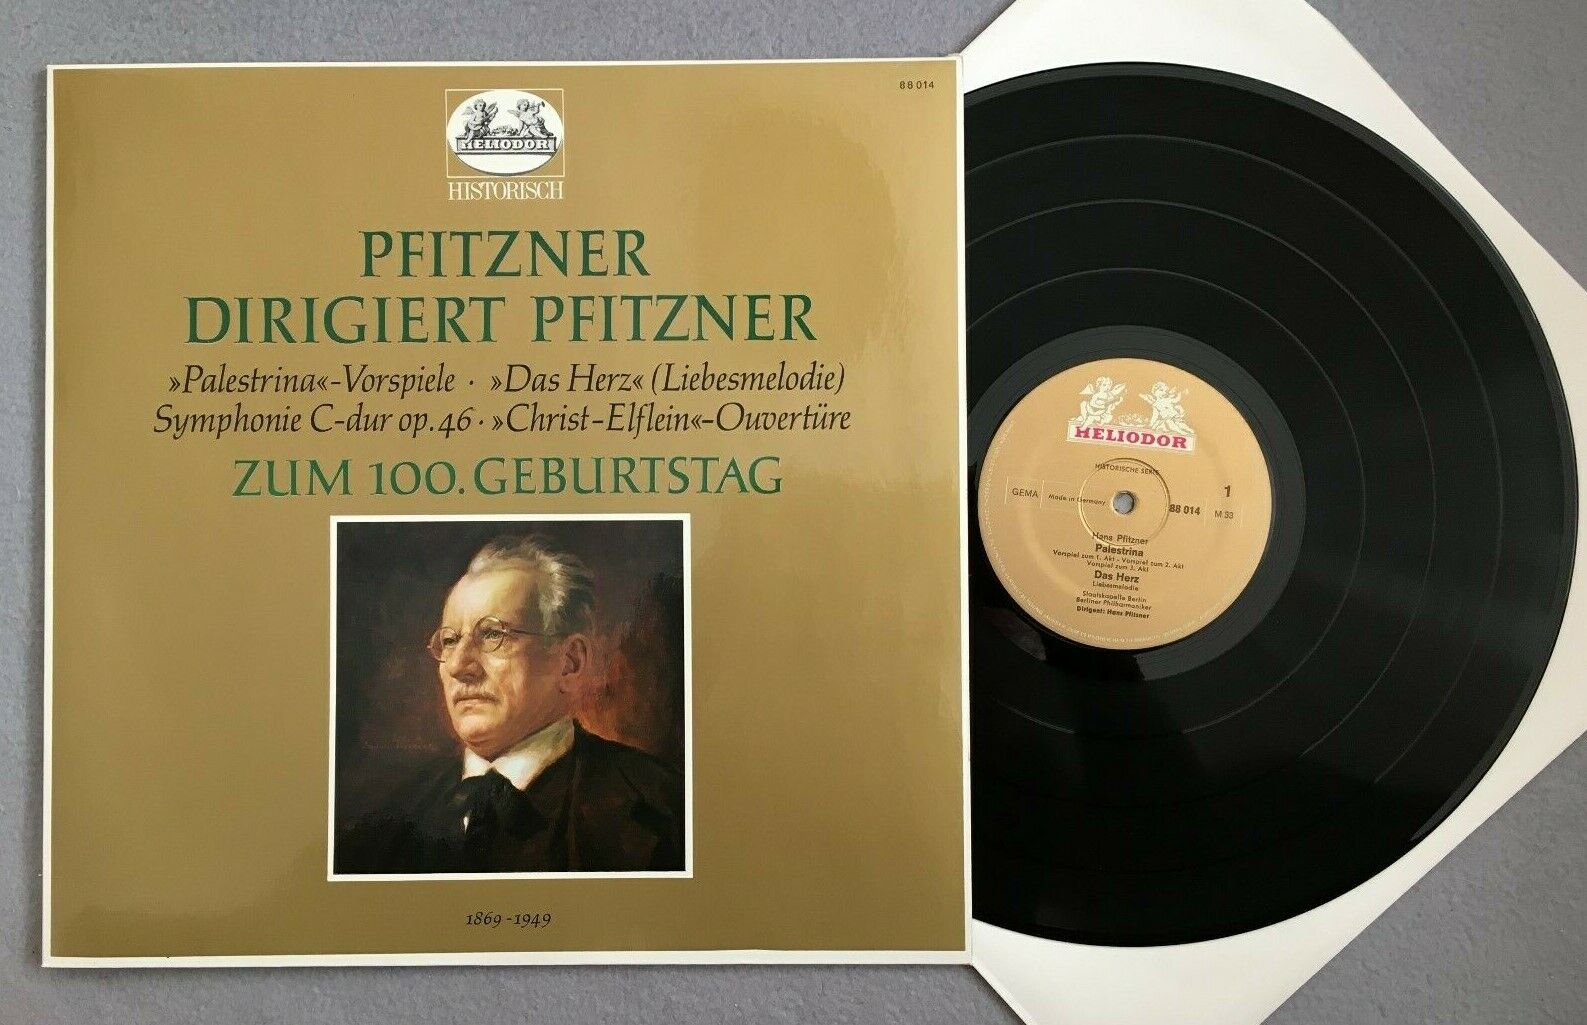 88 014
HELIODOR
HISTORISCH
PFITZNER
DIRIGIERT PFITZNER
»Palestrina«-Vorspiele · »Das Herz« (Liebesmelodie)
Symphonie C-dur op. 46 · »Christ-Elflein«-Ouvertüre
ZUM 100. GEBURTSTAG
1869-1949
HELIODOR
HISTORISCHE SERIE
GEMA
Made in Germany
88 014
1
M 33
Hans Pfitzner
Palestrina
Vorspiel zum 1. Akt - Vorspiel zum 2. Akt
Vorspiel zum 3. Akt
Das Herz
Liebesmelodie
Staatskapelle Berlin
Berliner Philharmoniker
Dirigent: Hans Pfitzner